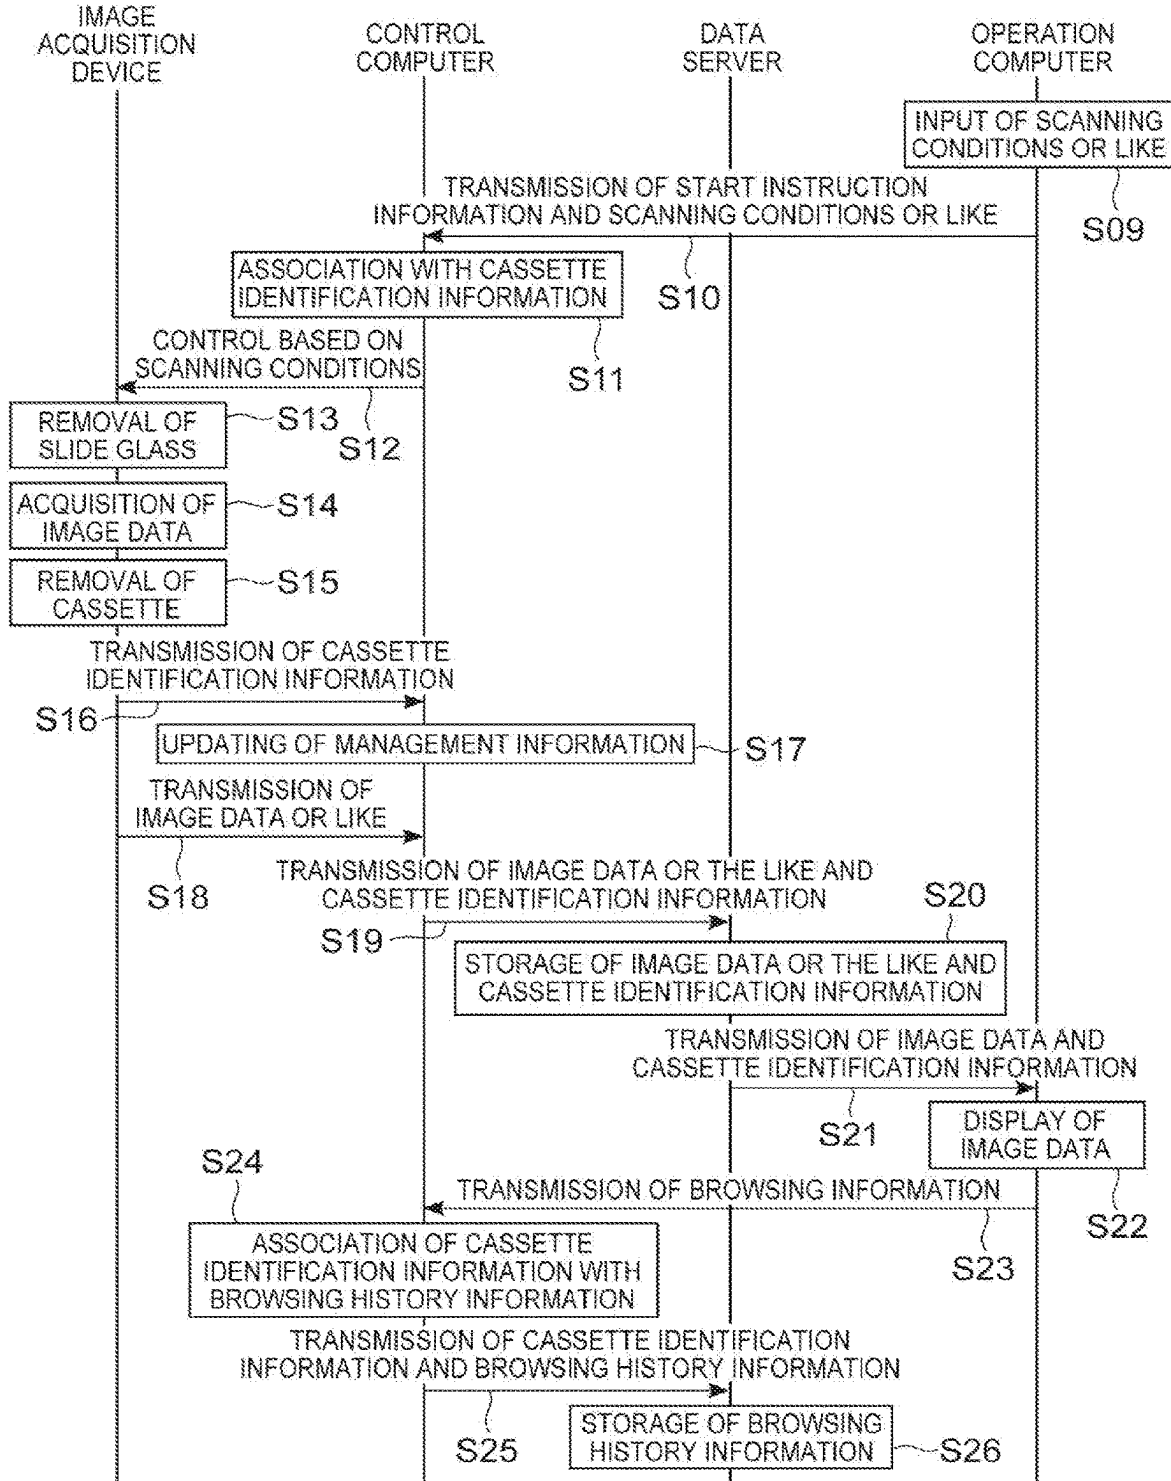 IMAGE
ACQUISITION
DEVICE
CONTROL
COMPUTER
DATA
SERVER
OPERATION
COMPUTER
INPUT OF SCANNING
CONDITIONS OR LIKE
S09
TRANSMISSION OF START INSTRUCTION
INFORMATION AND SCANNING CONDITIONS OR LIKE
S10
ASSOCIATION WITH CASSETTE
IDENTIFICATION INFORMATION
S11
CONTROL BASED ON
SCANNING CONDITIONS
S12
REMOVAL OF
SLIDE GLASS
S13
ACQUISITION OF
IMAGE DATA
S14
REMOVAL OF
CASSETTE
S15
TRANSMISSION OF CASSETTE
IDENTIFICATION INFORMATION
S16
UPDATING OF MANAGEMENT INFORMATION
S17
TRANSMISSION OF
IMAGE DATA OR LIKE
S18
TRANSMISSION OF IMAGE DATA OR THE LIKE AND
CASSETTE IDENTIFICATION INFORMATION
S19
S20
STORAGE OF IMAGE DATA OR THE LIKE AND
CASSETTE IDENTIFICATION INFORMATION
TRANSMISSION OF IMAGE DATA AND
CASSETTE IDENTIFICATION INFORMATION
S21
DISPLAY OF
IMAGE DATA
S22
TRANSMISSION OF BROWSING INFORMATION
S23
S24
ASSOCIATION OF CASSETTE
IDENTIFICATION INFORMATION WITH
BROWSING HISTORY INFORMATION
TRANSMISSION OF CASSETTE IDENTIFICATION
INFORMATION AND BROWSING HISTORY INFORMATION
S25
STORAGE OF BROWSING
HISTORY INFORMATION
S26